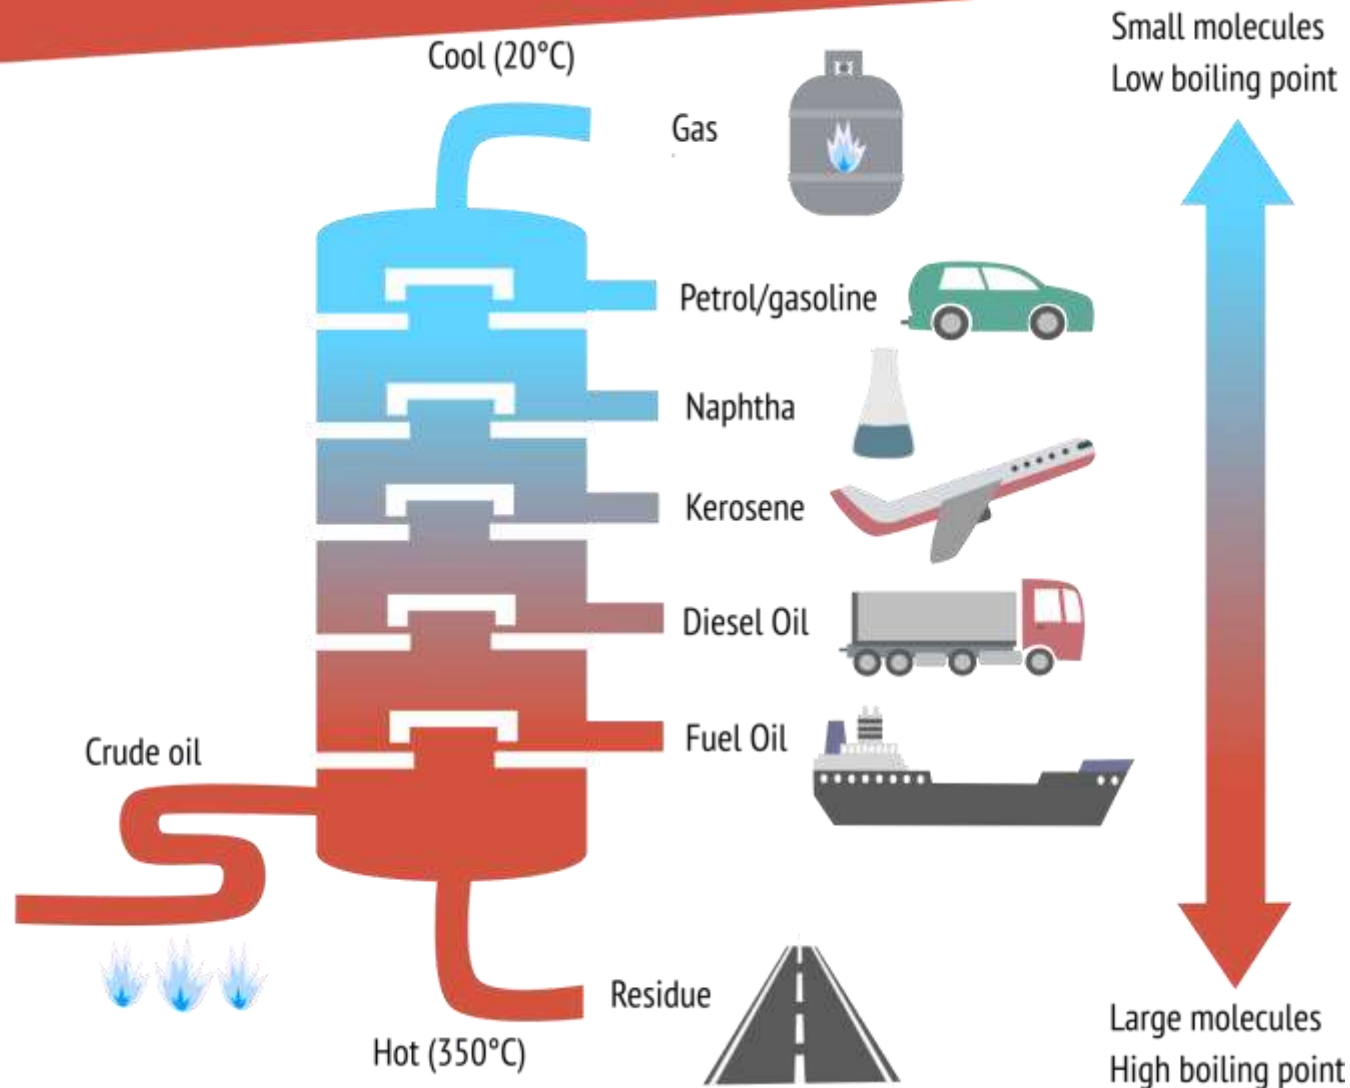 Cool (20°C)
Small molecules
Low boiling point
Gas
Petrol/gasoline
Naphtha
Kerosene
Diesel Oil
Fuel Oil
Crude oil
Residue
Hot (350°C)
Large molecules
High boiling point